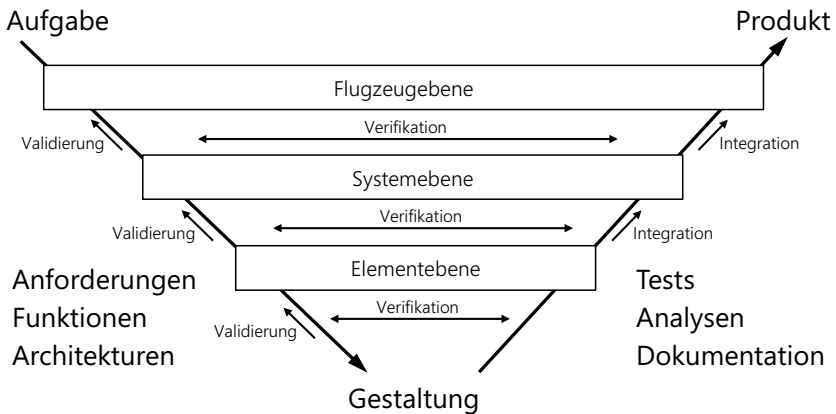 Aufgabe
Produkt
Flugzeugebene
Validierung
Verifikation
Integration
Systemebene
Validierung
Verifikation
Integration
Elementebene
Anforderungen
Funktionen
Architekturen
Validierung
Verifikation
Tests
Analysen
Dokumentation
Gestaltung